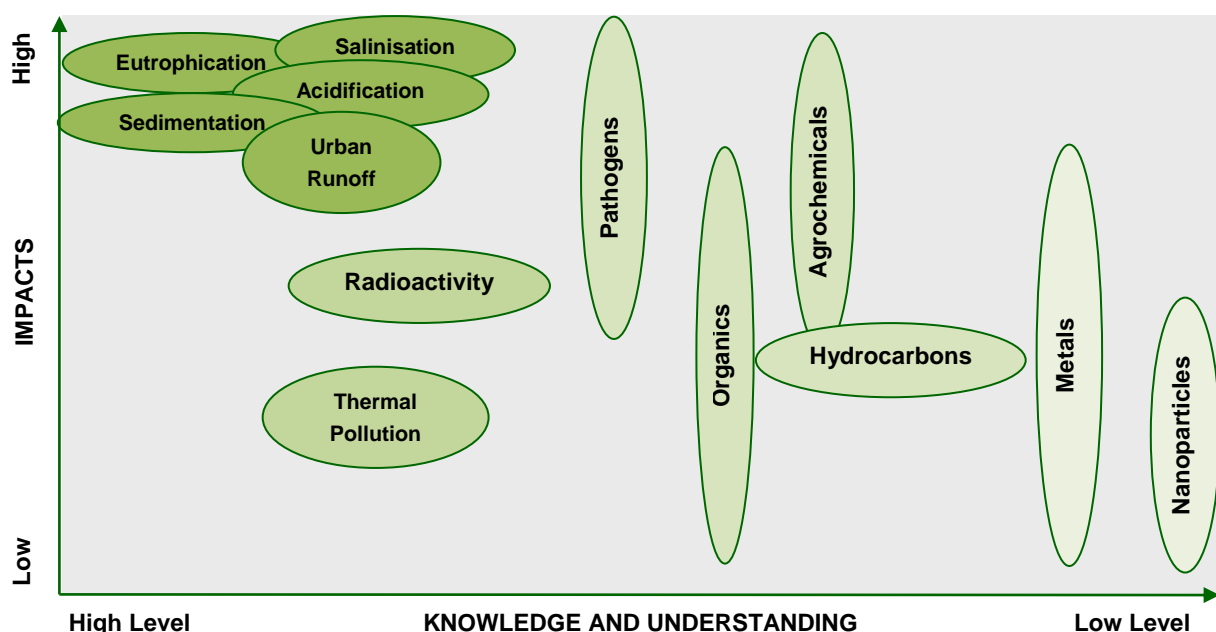 High
IMPACTS
Low
Eutrophication
Salinisation
Acidification
Sedimentation
Urban
Runoff
Radioactivity
Thermal
Pollution
Pathogens
Organics
Agrochemicals
Hydrocarbons
Metals
Nanoparticles
High Level
KNOWLEDGE AND UNDERSTANDING
Low Level